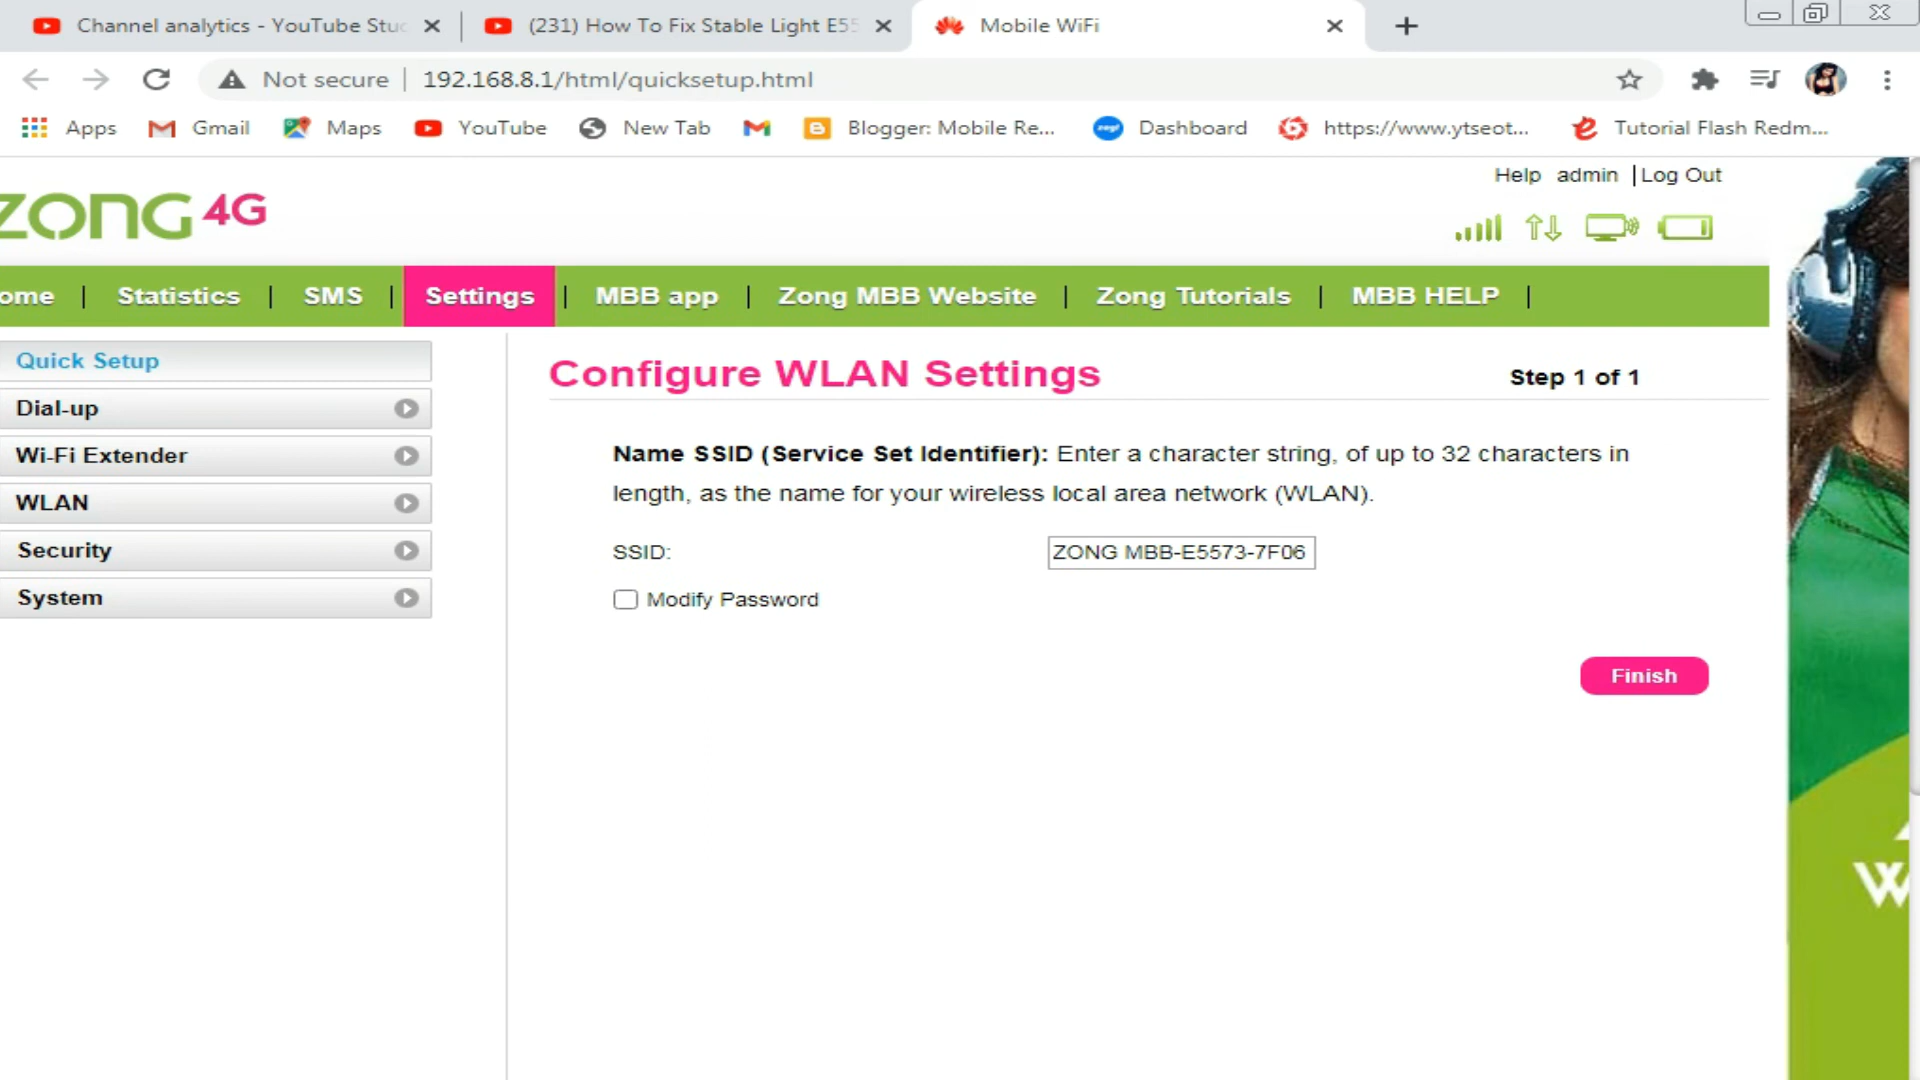 Channel analytics - YouTube Stuc
(231) How To Fix Stable Light E55
Mobile WiFi
Not secure | 192.168.8.1/html/quicksetup.html
Apps Gmail Maps YouTube New Tab Blogger: Mobile Re... Dashboard https://www.ytseot... Tutorial Flash Redm...
Help admin | Log Out
ZONG 4G
ome | Statistics | SMS | Settings | MBB app | Zong MBB Website | Zong Tutorials | MBB HELP |
Quick Setup
Dial-up
Wi-Fi Extender
WLAN
Security
System
Configure WLAN Settings
Step 1 of 1
Name SSID (Service Set Identifier): Enter a character string, of up to 32 characters in
length, as the name for your wireless local area network (WLAN).
SSID: ZONG MBB-E5573-7F06
Modify Password
Finish
W